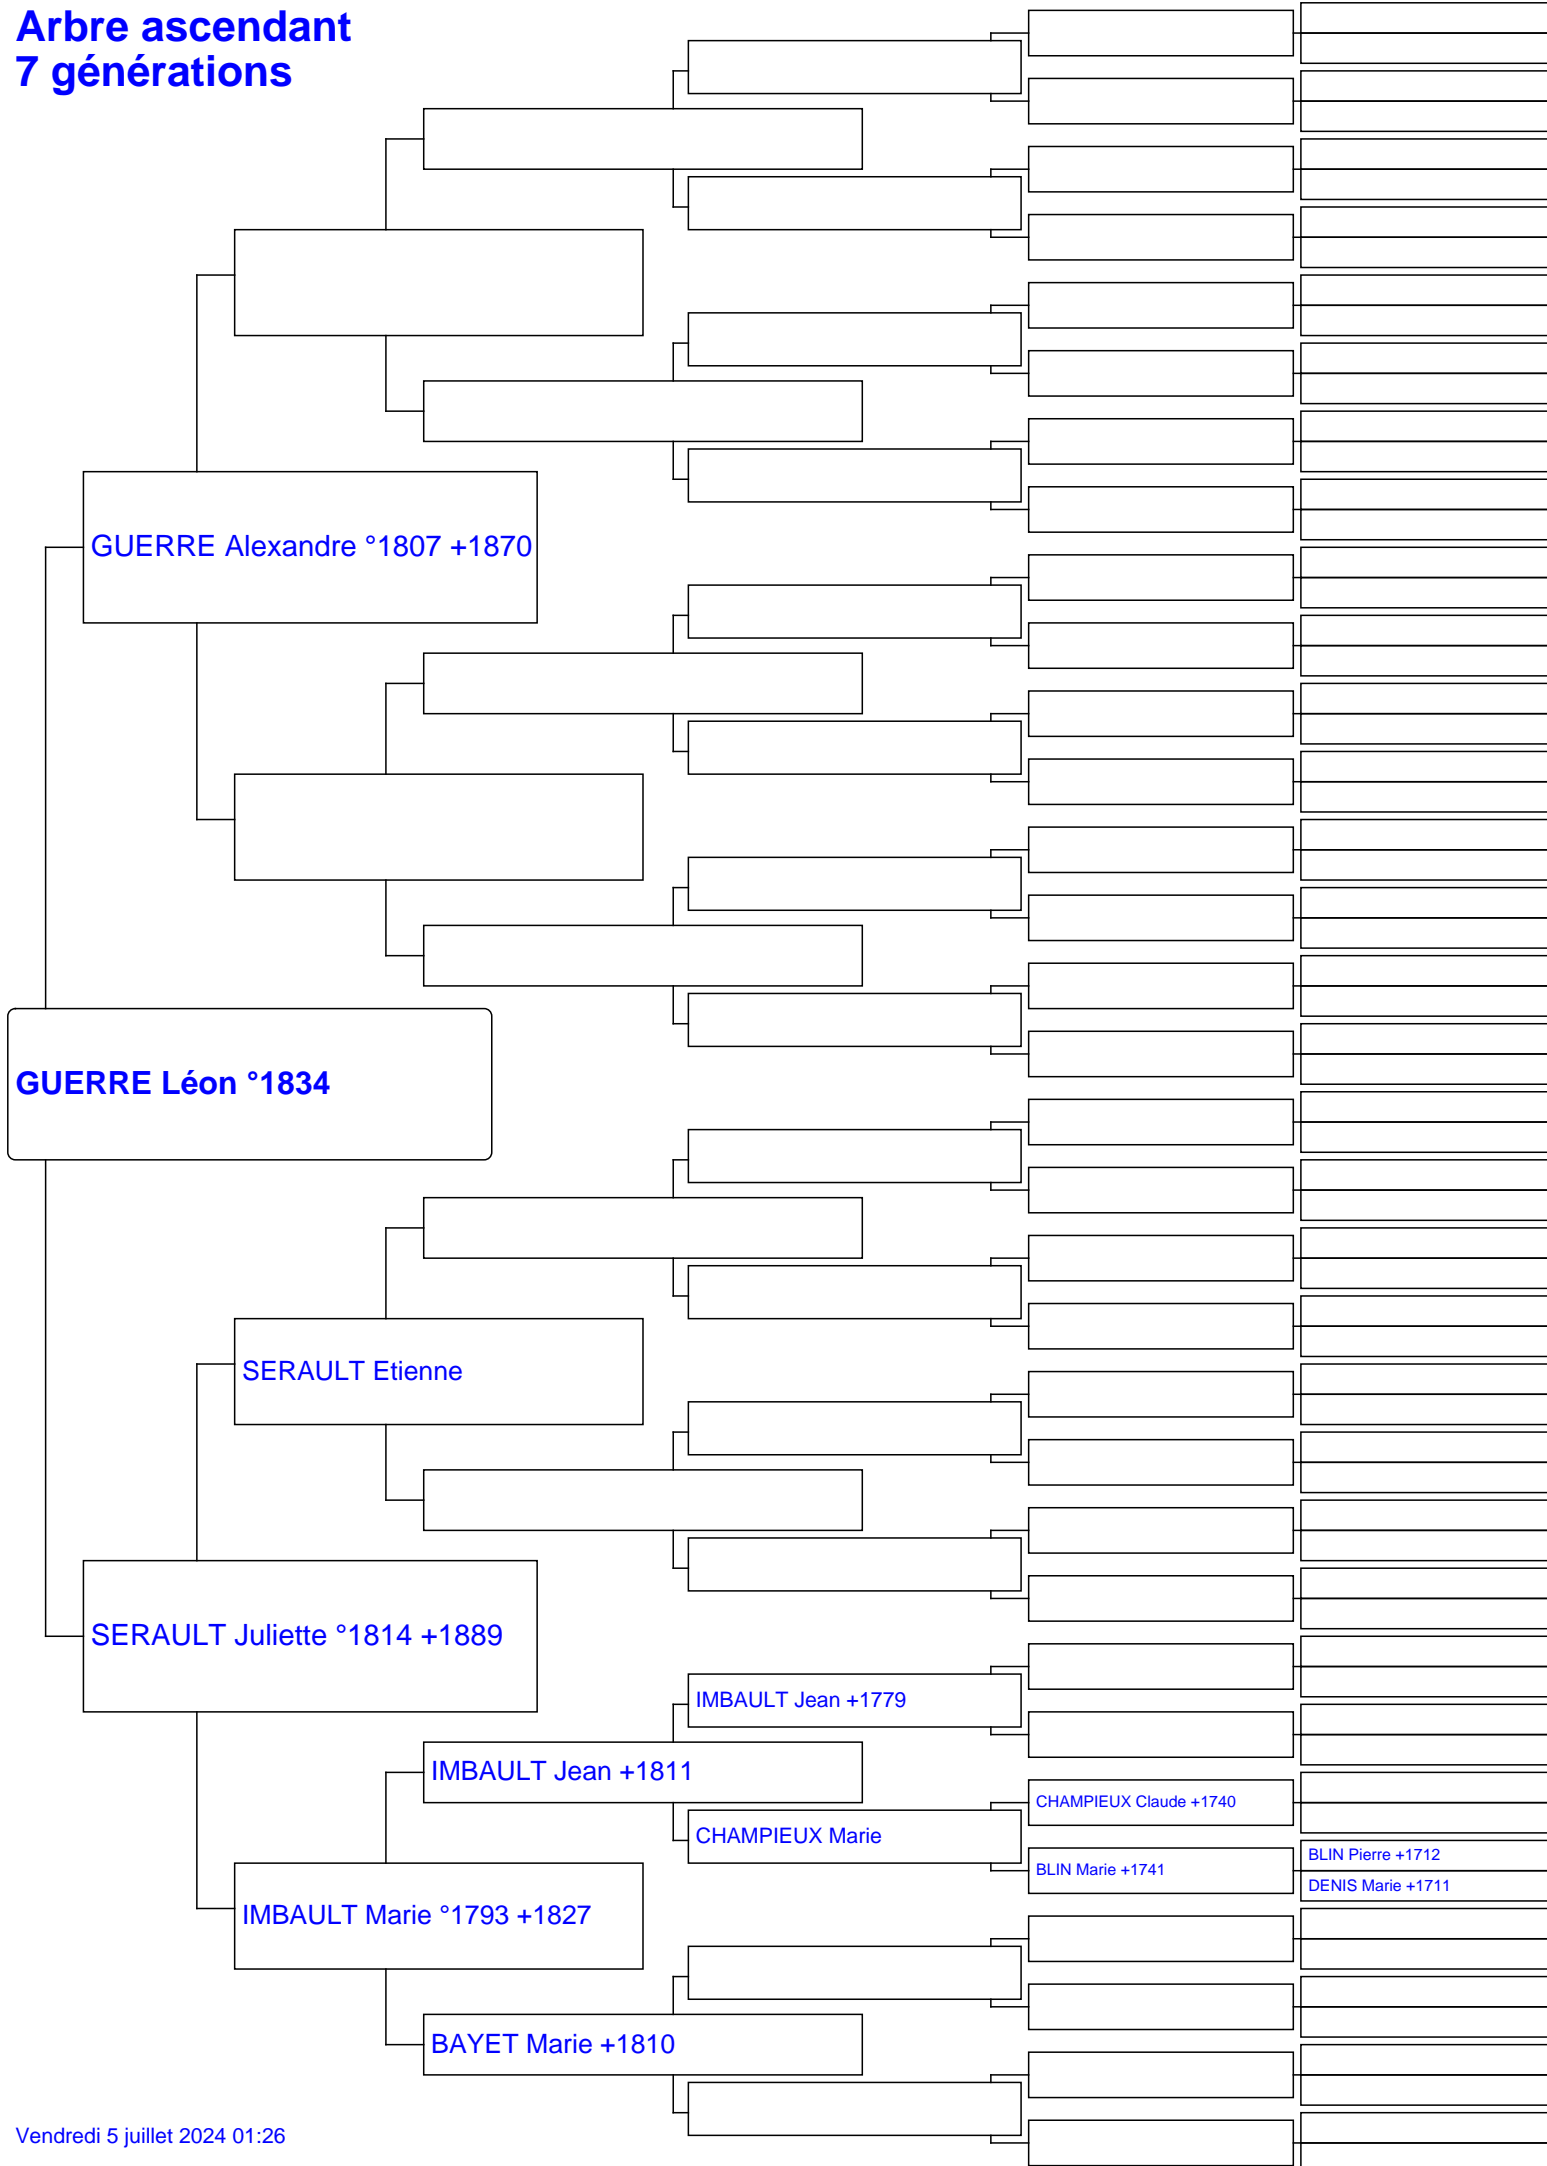 Arbre ascendant
7 générations
GUERRE Alexandre °1807 +1870
GUERRE Léon °1834
SERAULT Etienne
SERAULT Juliette °1814 +1889
IMBAULT Jean +1779
IMBAULT Jean +1811
CHAMPIEUX Claude +1740
CHAMPIEUX Marie
BLIN Pierre +1712
BLIN Marie +1741
DENIS Marie +1711
IMBAULT Marie °1793 +1827
BAYET Marie +1810
Vendredi 5 juillet 2024 01:26